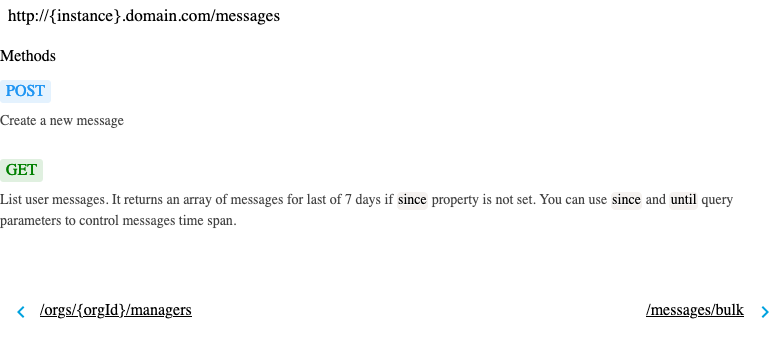 http://{instance}.domain.com/messages
Methods
POST
Create a new message
GET
List user messages. It returns an array of messages for last of 7 days if since property is not set. You can use since and until query
parameters to control messages time span.
/orgs/{orgId}/managers
/messages/bulk